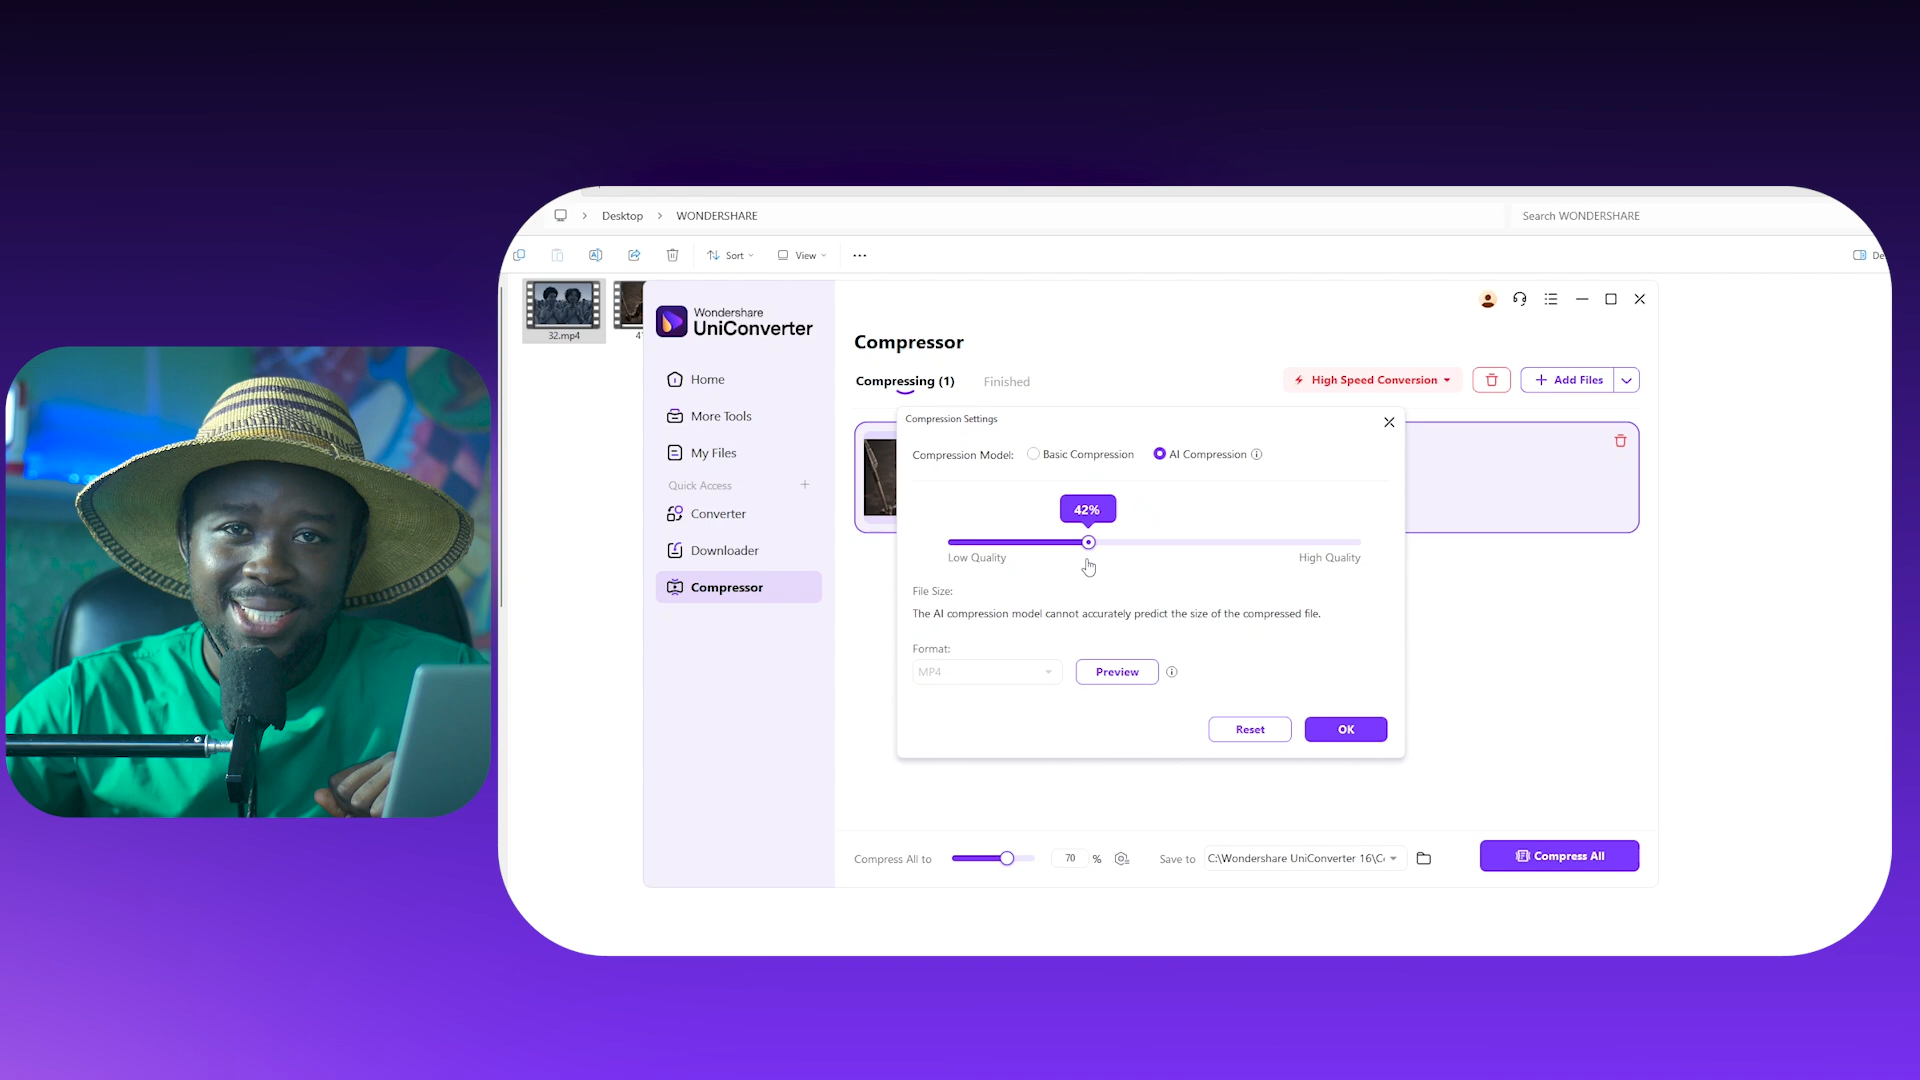 Desktop > WONDERSHARE
Search WONDERSHARE
Sort
View
32.mp4
Wondershare
UniConverter
Home
More Tools
My Files
Quick Access
Converter
Downloader
Compressor
Compressor
Compressing (1)
Finished
High Speed Conversion
Add Files
Compression Settings
Compression Model:
Basic Compression
AI Compression
42%
Low Quality
High Quality
File Size:
The AI compression model cannot accurately predict the size of the compressed file.
Format:
MP4
Preview
Reset
OK
Compress All to
70 %
Save to
C:\Wondershare UniConverter 16\C
Compress All